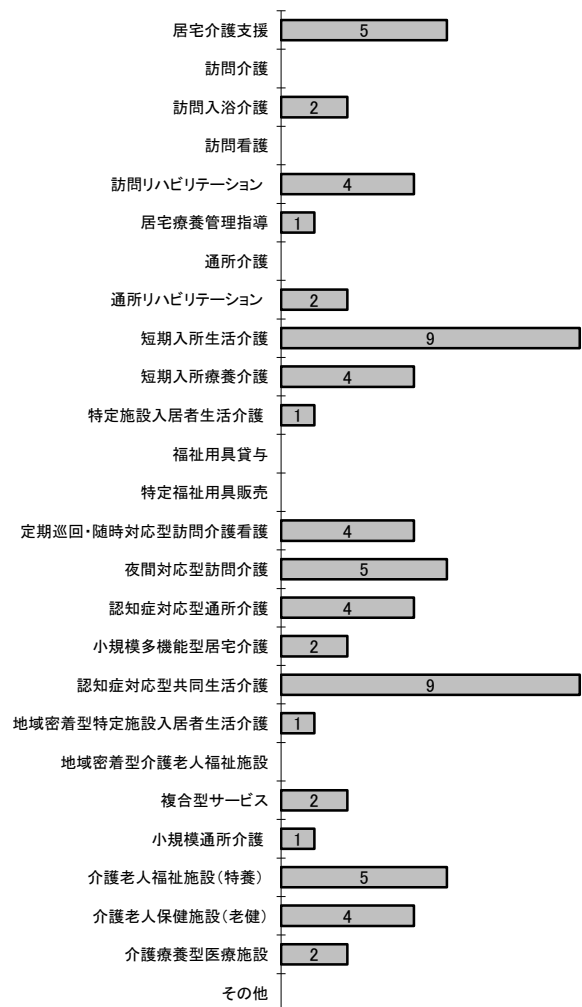 居宅介護支援 5
訪問介護
訪問入浴介護 2
訪問看護
訪問リハビリテーション 4
居宅療養管理指導 1
通所介護
通所リハビリテーション 2
短期入所生活介護 9
短期入所療養介護 4
特定施設入居者生活介護 1
福祉用具貸与
特定福祉用具販売
定期巡回・随時対応型訪問介護看護 4
夜間対応型訪問介護 5
認知症対応型通所介護 4
小規模多機能型居宅介護 2
認知症対応型共同生活介護 9
地域密着型特定施設入居者生活介護 1
地域密着型介護老人福祉施設
複合型サービス 2
小規模通所介護 1
介護老人福祉施設(特養) 5
介護老人保健施設(老健) 4
介護療養型医療施設 2
その他